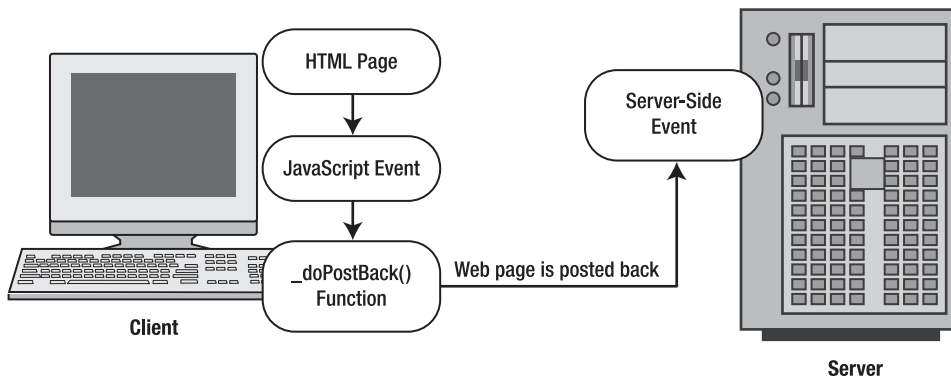 HTML Page
JavaScript Event
_doPostBack()
Function
Client
Web page is posted back
Server-Side
Event
Server